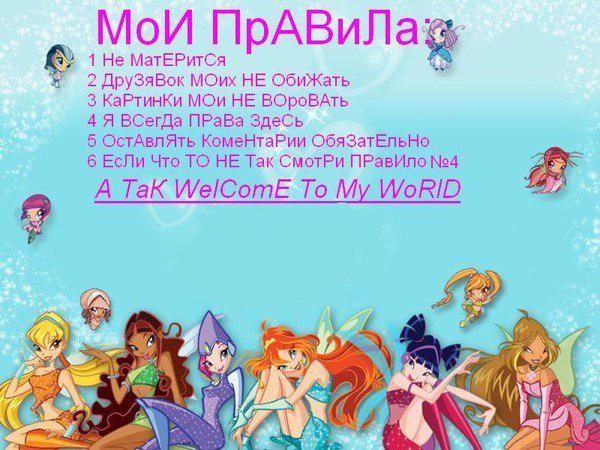 МоИ ПрАВиЛа:
1 Не МатЕРитСя
2 ДруЗяВок МОих НЕ ОбиЖать
3 КаРтинКи МОи НЕ ВОроВАть
4 Я ВСегДа ПРаВа ЗдеСь
5 ОстАвлЯть КомеНтаРии ОбяЗатЕльНо
6 ЕсЛи Что ТО НЕ Так СмотРи ПРавИло №4
А ТаК WelComE To My WoRlD